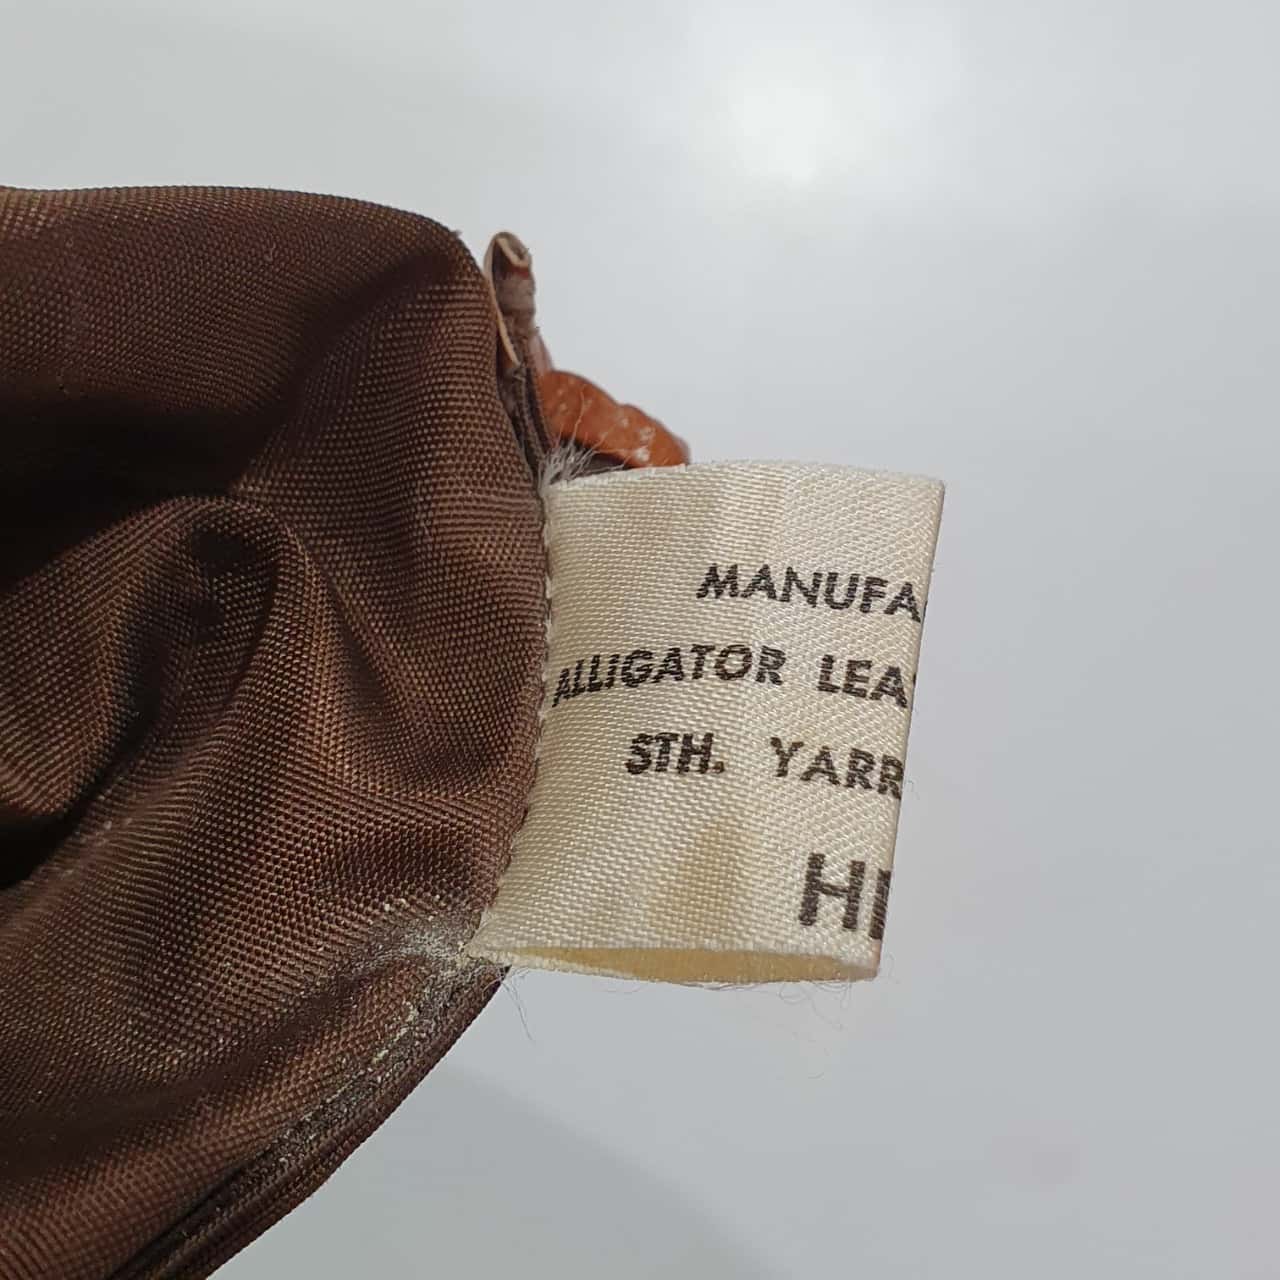 MANUFA
ALLIGATOR LEA
STH. YARR
HI